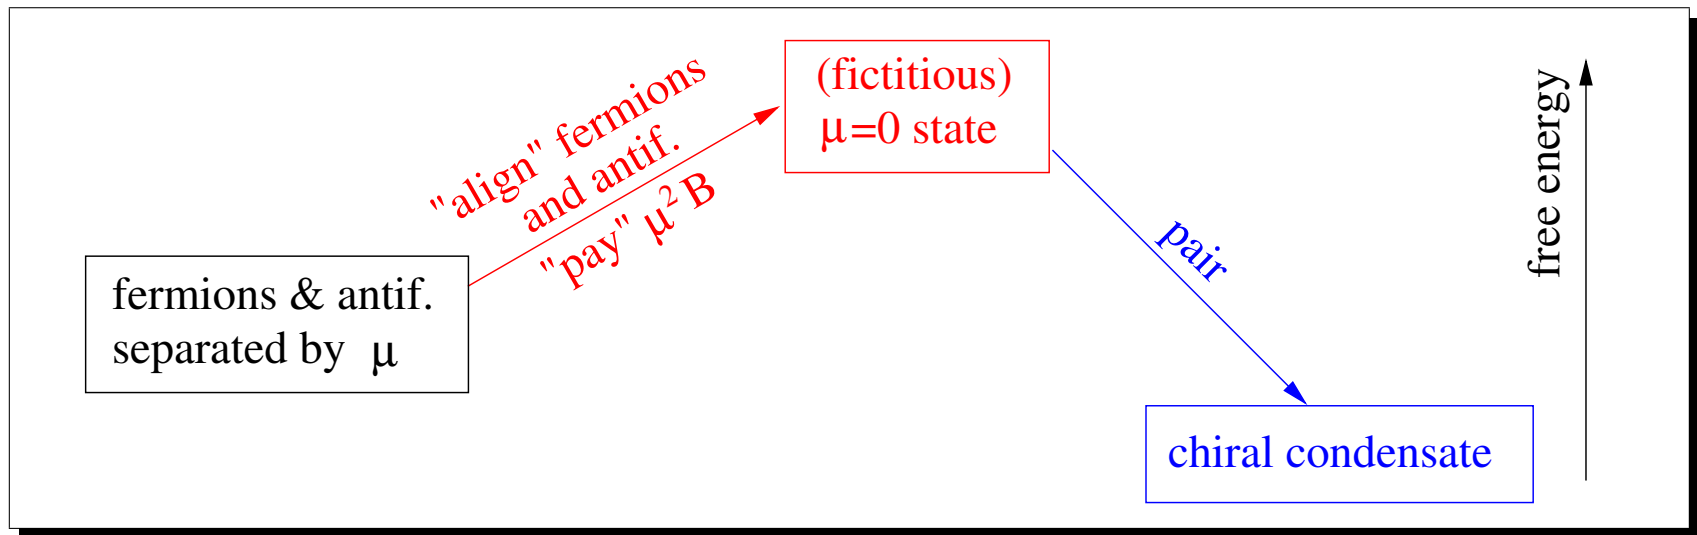 "align" fermions
and antif.
"pay" μ²B
(fictitious)
μ=0 state
free energy
pair
fermions & antif.
separated by μ
chiral condensate